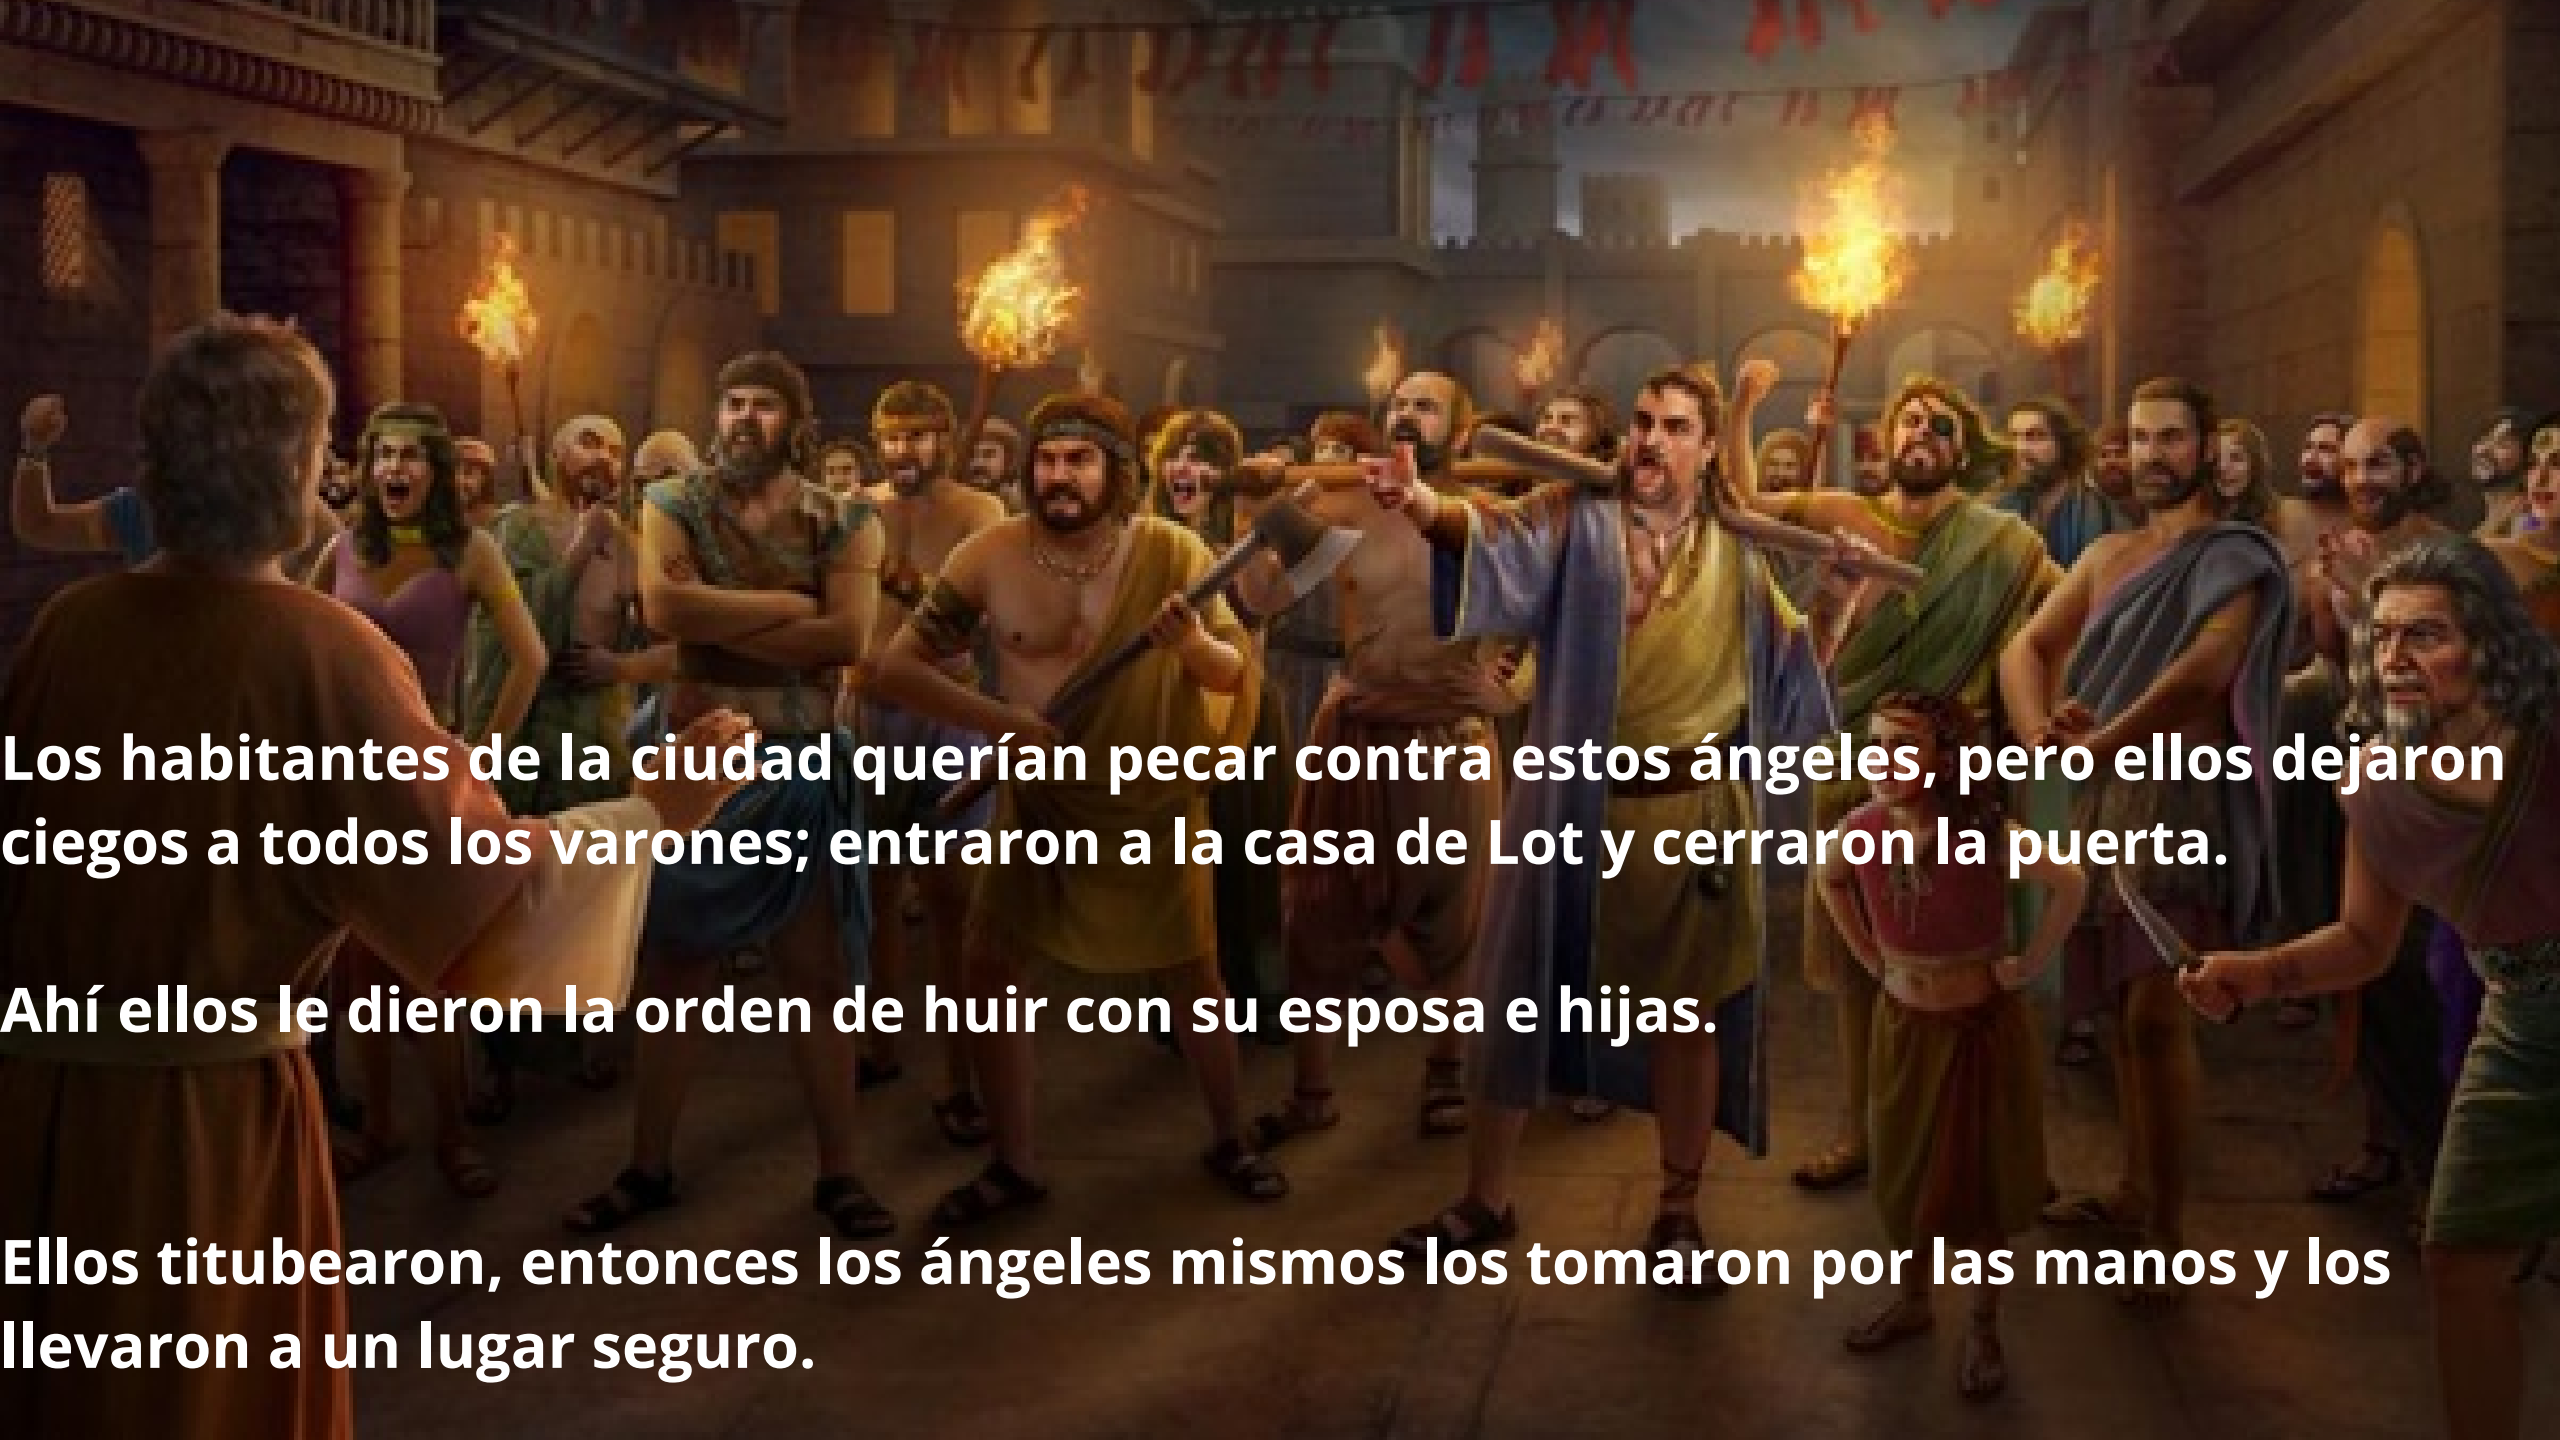 Los habitantes de la ciudad querían pecar contra estos ángeles, pero ellos dejaron
ciegos a todos los varones; entraron a la casa de Lot y cerraron la puerta.
Ahí ellos le dieron la orden de huir con su esposa e hijas.
Ellos titubearon, entonces los ángeles mismos los tomaron por las manos y los
llevaron a un lugar seguro.